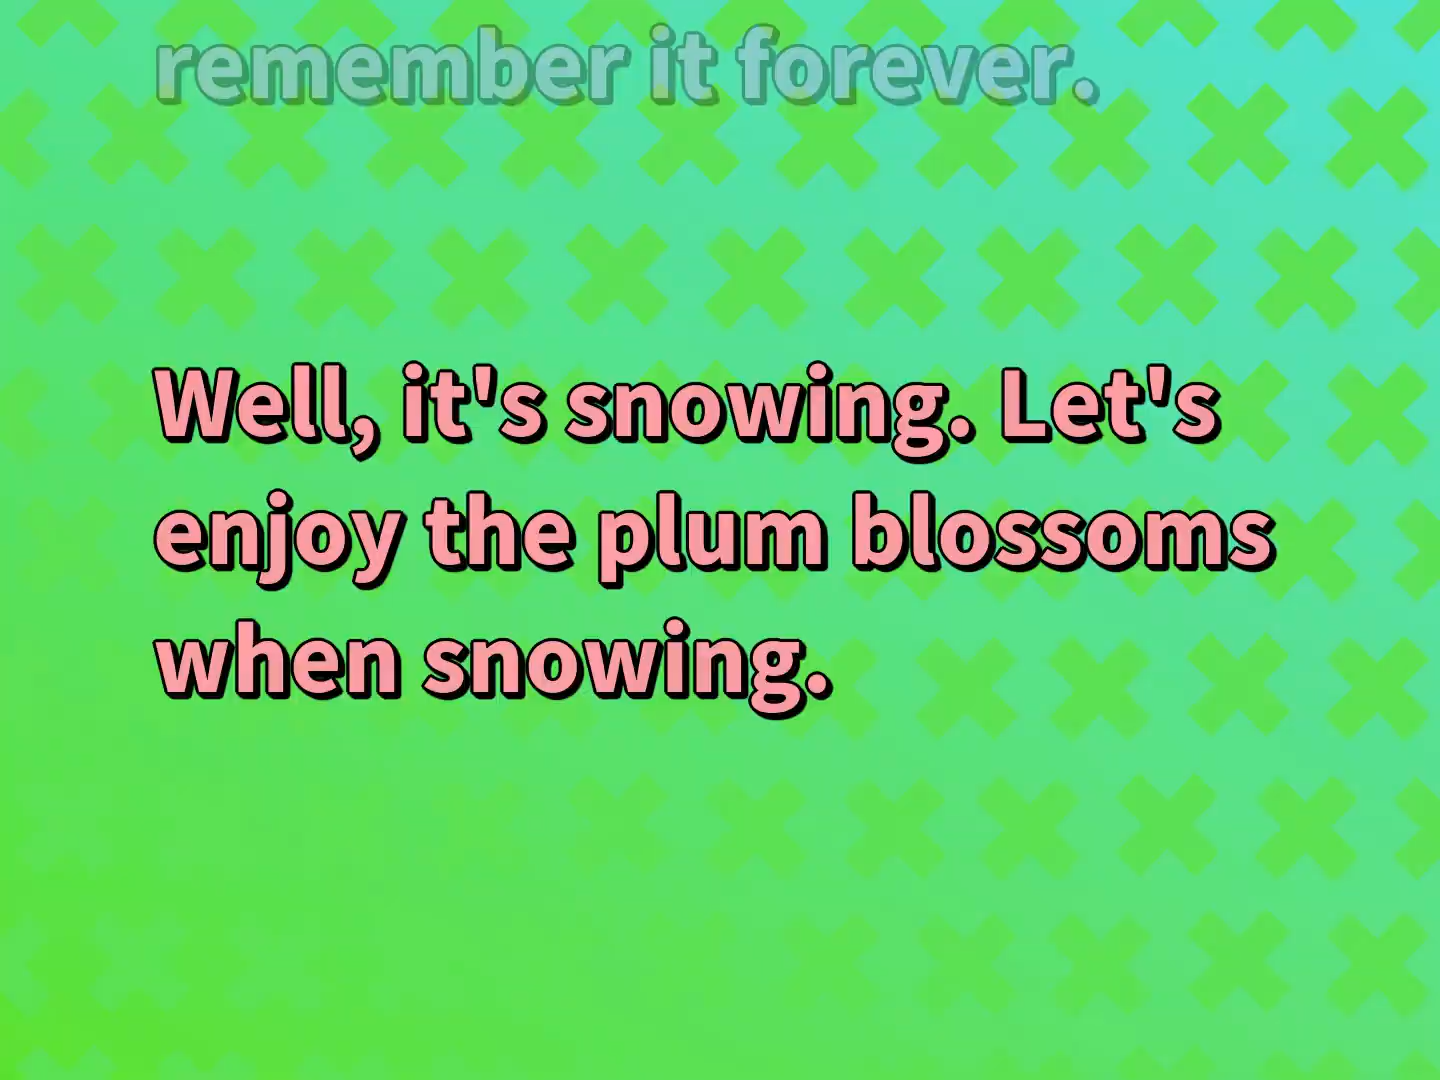 remember it forever.
Well, it's snowing. Let's
enjoy the plum blossoms
when snowing.